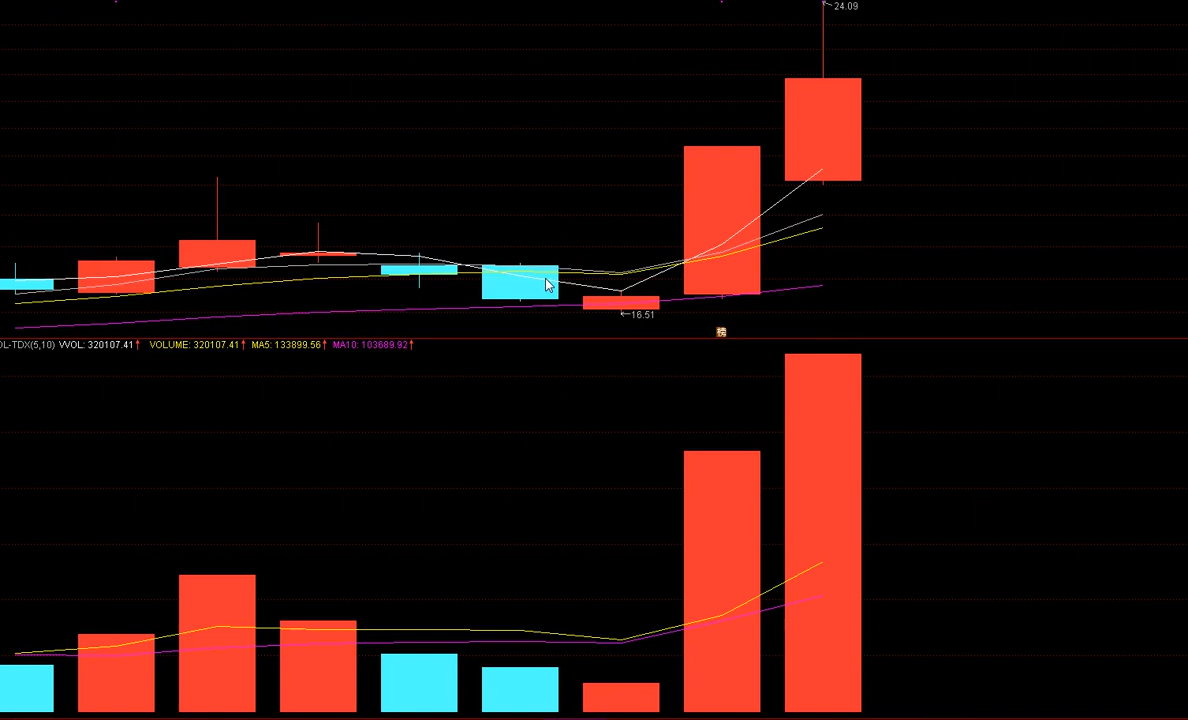 24.09
←16.51
榜
OL-TDX(5,10) VVOL: 320107.41↑ VOLUME: 320107.41↑ MA5: 133899.56↑ MA10: 103689.92↑